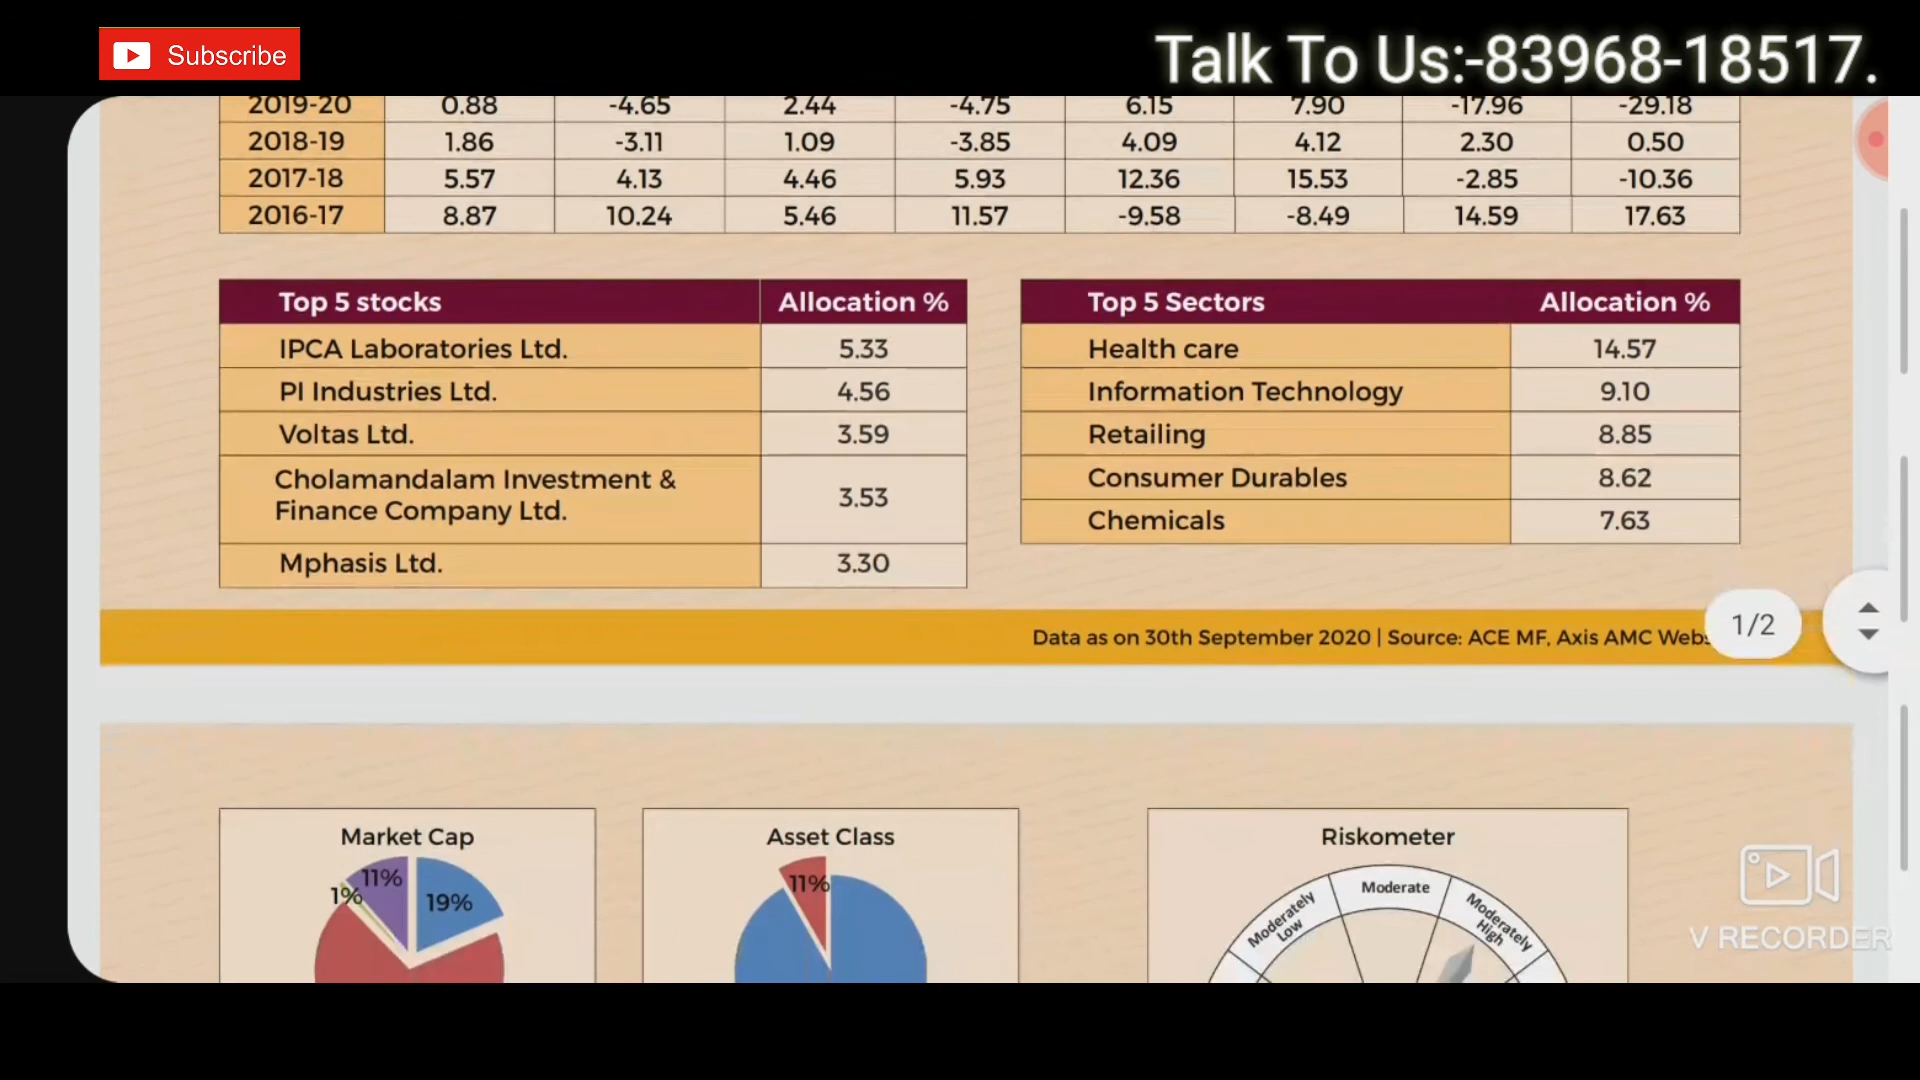 Subscribe
Talk To Us:-83968-18517.
2019-20 0.88 -4.65 2.44 -4.75 6.15 7.90 -17.96 -29.18
2018-19 1.86 -3.11 1.09 -3.85 4.09 4.12 2.30 0.50
2017-18 5.57 4.13 4.46 5.93 12.36 15.53 -2.85 -10.36
2016-17 8.87 10.24 5.46 11.57 -9.58 -8.49 14.59 17.63
Top 5 stocks Allocation %
IPCA Laboratories Ltd. 5.33
PI Industries Ltd. 4.56
Voltas Ltd. 3.59
Cholamandalam Investment &
Finance Company Ltd. 3.53
Mphasis Ltd. 3.30
Top 5 Sectors Allocation %
Health care 14.57
Information Technology 9.10
Retailing 8.85
Consumer Durables 8.62
Chemicals 7.63
Data as on 30th September 2020 | Source: ACE MF, Axis AMC Webs
1/2
Market Cap
11%
1%
19%
Asset Class
11%
Riskometer
Moderately
Low
Moderate
Moderately
High
V RECORDER